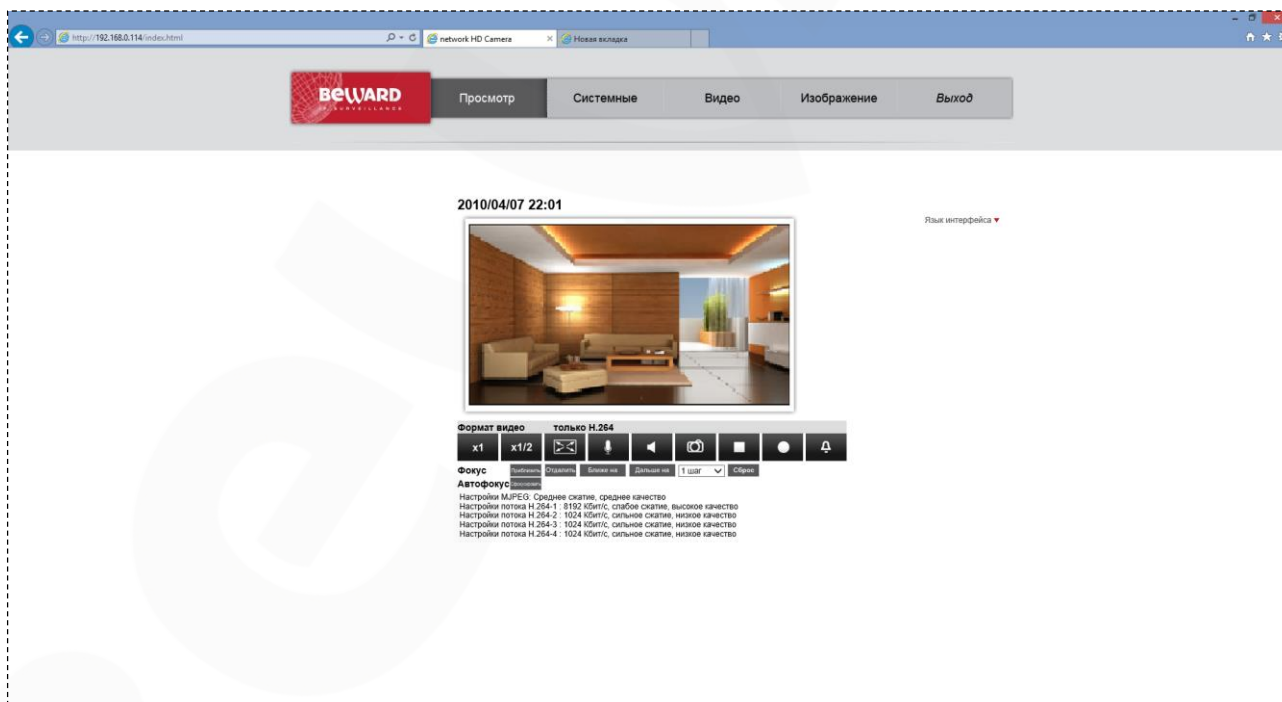 http://192.168.0.114/index.html
network HD Camera
Новая вкладка
BEWARD
IP SURVEILLANCE
Просмотр Системные Видео Изображение Выход
2010/04/07 22:01
Язык интерфейса
Формат видео только H.264
x1 x1/2
Фокус Приблизить Отдалить Ближе на Дальше на 1 шаг Сброс
Автофокус
Настройки MJPEG: Среднее сжатие, среднее качество
Настройки потока H.264-1 : 8192 Кбит/с, слабое сжатие, высокое качество
Настройки потока H.264-2 : 1024 Кбит/с, сильное сжатие, низкое качество
Настройки потока H.264-3 : 1024 Кбит/с, сильное сжатие, низкое качество
Настройки потока H.264-4 : 1024 Кбит/с, сильное сжатие, низкое качество